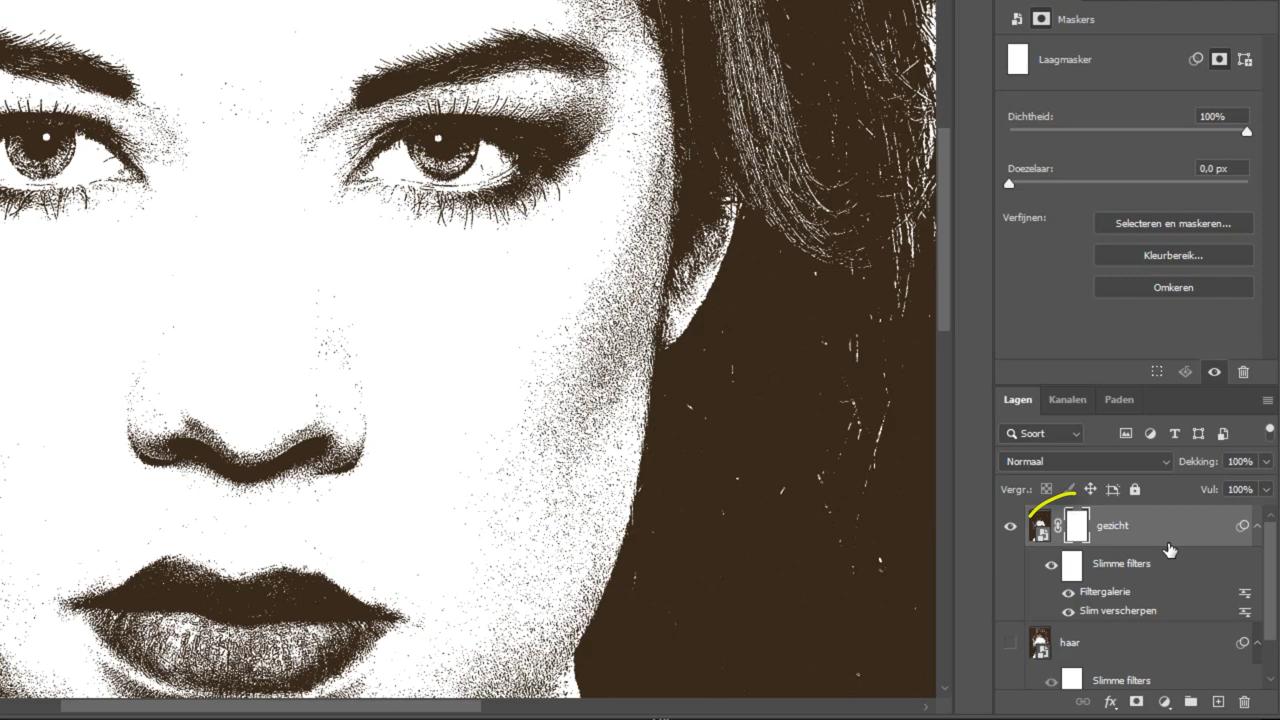 Maskers
Laagmasker
Dichtheid: 100%
Doezelaar: 0,0 px
Verfijnen: Selecteren en maskeren...
Kleurbereik...
Omkeren
Lagen Kanalen Paden
Soort
Normaal Dekking: 100%
Vergr.: Vul: 100%
gezicht
Slimme filters
Filtergalerie
Slim verscherpen
haar
Slimme filters